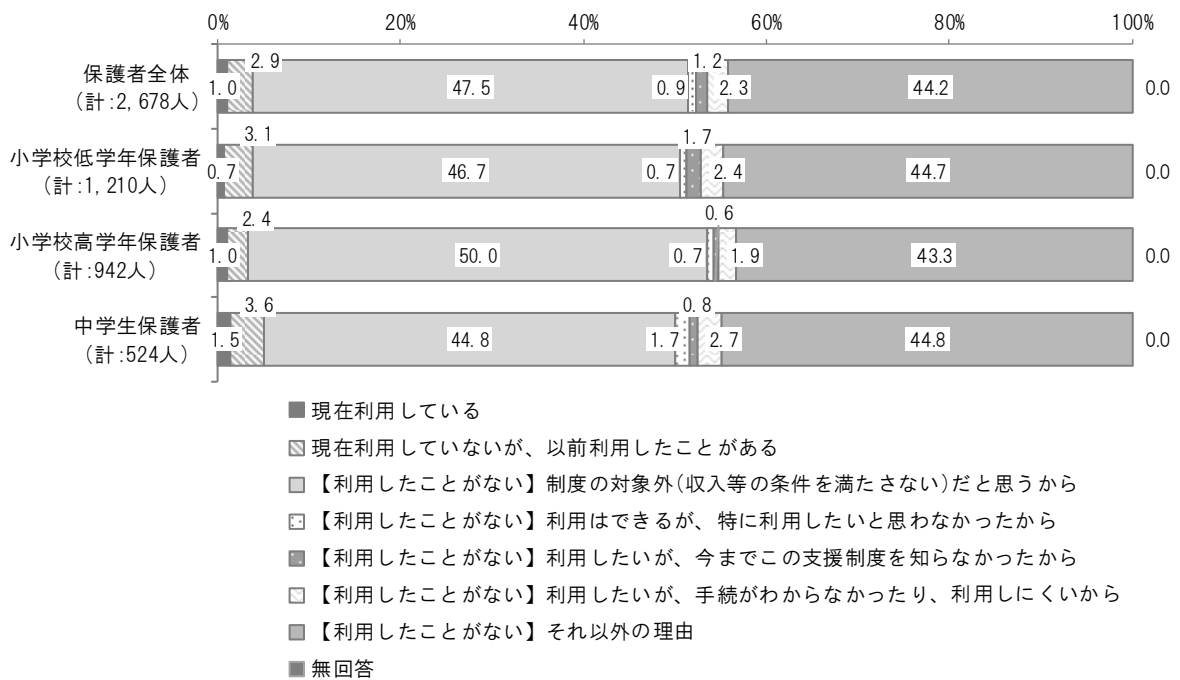 0% 20% 40% 60% 80% 100%
保護者全体
(計:2,678人)
1.0 2.9 47.5 0.9 1.2 2.3 44.2 0.0
小学校低学年保護者
(計:1,210人)
0.7 3.1 46.7 0.7 1.7 2.4 44.7 0.0
小学校高学年保護者
(計:942人)
1.0 2.4 50.0 0.7 0.6 1.9 43.3 0.0
中学生保護者
(計:524人)
1.5 3.6 44.8 1.7 0.8 2.7 44.8 0.0
現在利用している
現在利用していないが、以前利用したことがある
【利用したことがない】制度の対象外(収入等の条件を満たさない)だと思うから
【利用したことがない】利用はできるが、特に利用したいと思わなかったから
【利用したことがない】利用したいが、今までこの支援制度を知らなかったから
【利用したことがない】利用したいが、手続がわからなかったり、利用しにくいから
【利用したことがない】それ以外の理由
無回答